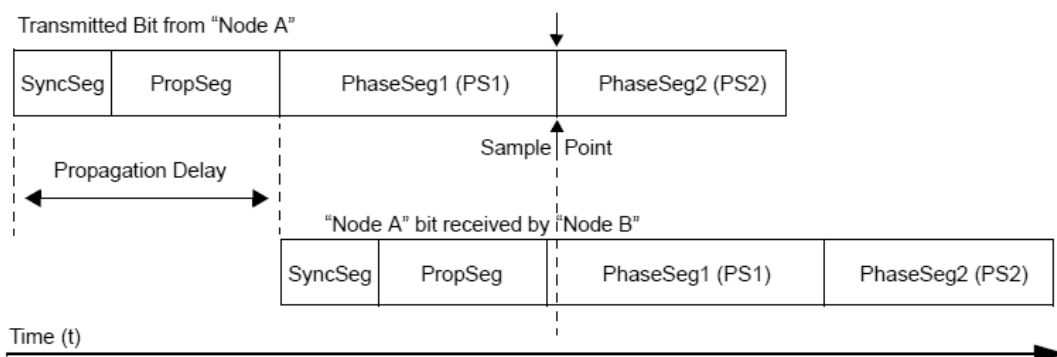 Transmitted Bit from “Node A”
SyncSeg PropSeg PhaseSeg1 (PS1) PhaseSeg2 (PS2)
Sample Point
Propagation Delay
“Node A” bit received by “Node B”
SyncSeg PropSeg PhaseSeg1 (PS1) PhaseSeg2 (PS2)
Time (t)